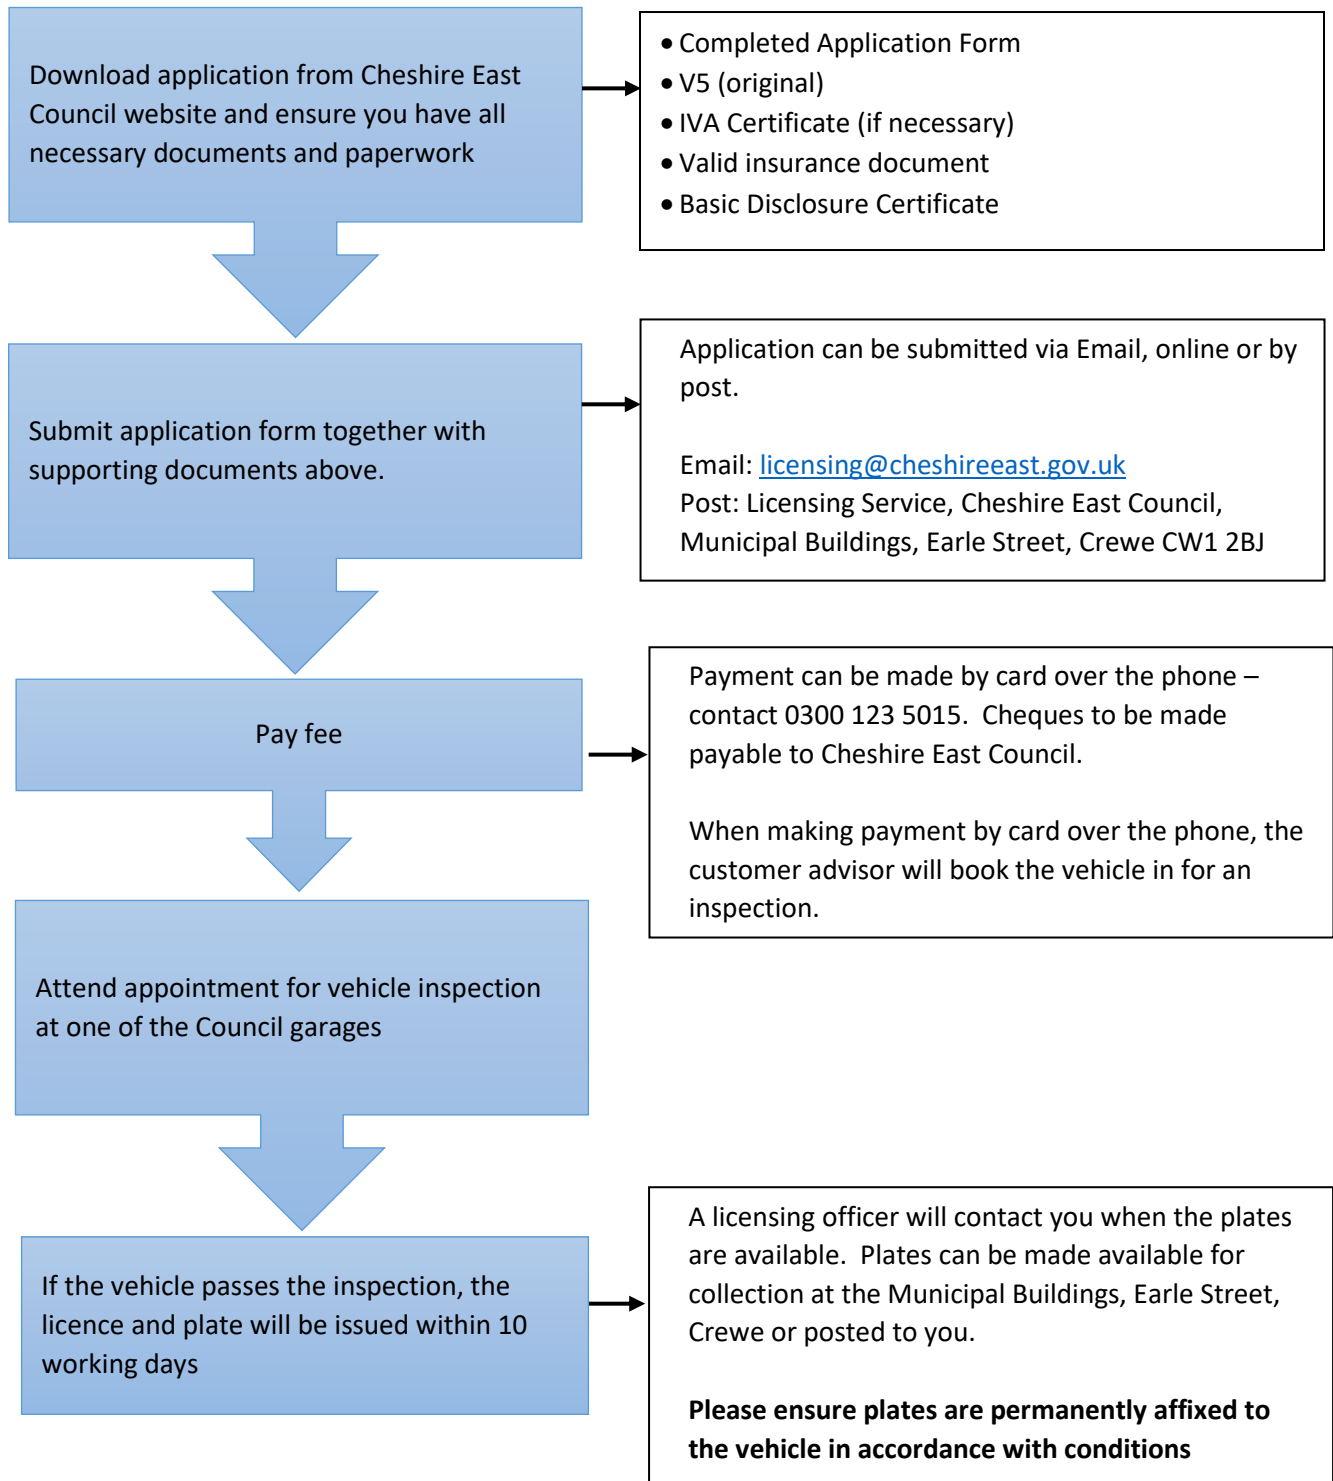 Download application from Cheshire East
Council website and ensure you have all
necessary documents and paperwork
• Completed Application Form
• V5 (original)
• IVA Certificate (if necessary)
• Valid insurance document
• Basic Disclosure Certificate
Submit application form together with
supporting documents above.
Application can be submitted via Email, online or by
post.
Email: licensing@cheshireeast.gov.uk
Post: Licensing Service, Cheshire East Council,
Municipal Buildings, Earle Street, Crewe CW1 2BJ
Pay fee
Payment can be made by card over the phone –
contact 0300 123 5015.  Cheques to be made
payable to Cheshire East Council.
When making payment by card over the phone, the
customer advisor will book the vehicle in for an
inspection.
Attend appointment for vehicle inspection
at one of the Council garages
If the vehicle passes the inspection, the
licence and plate will be issued within 10
working days
A licensing officer will contact you when the plates
are available.  Plates can be made available for
collection at the Municipal Buildings, Earle Street,
Crewe or posted to you.
Please ensure plates are permanently affixed to
the vehicle in accordance with conditions